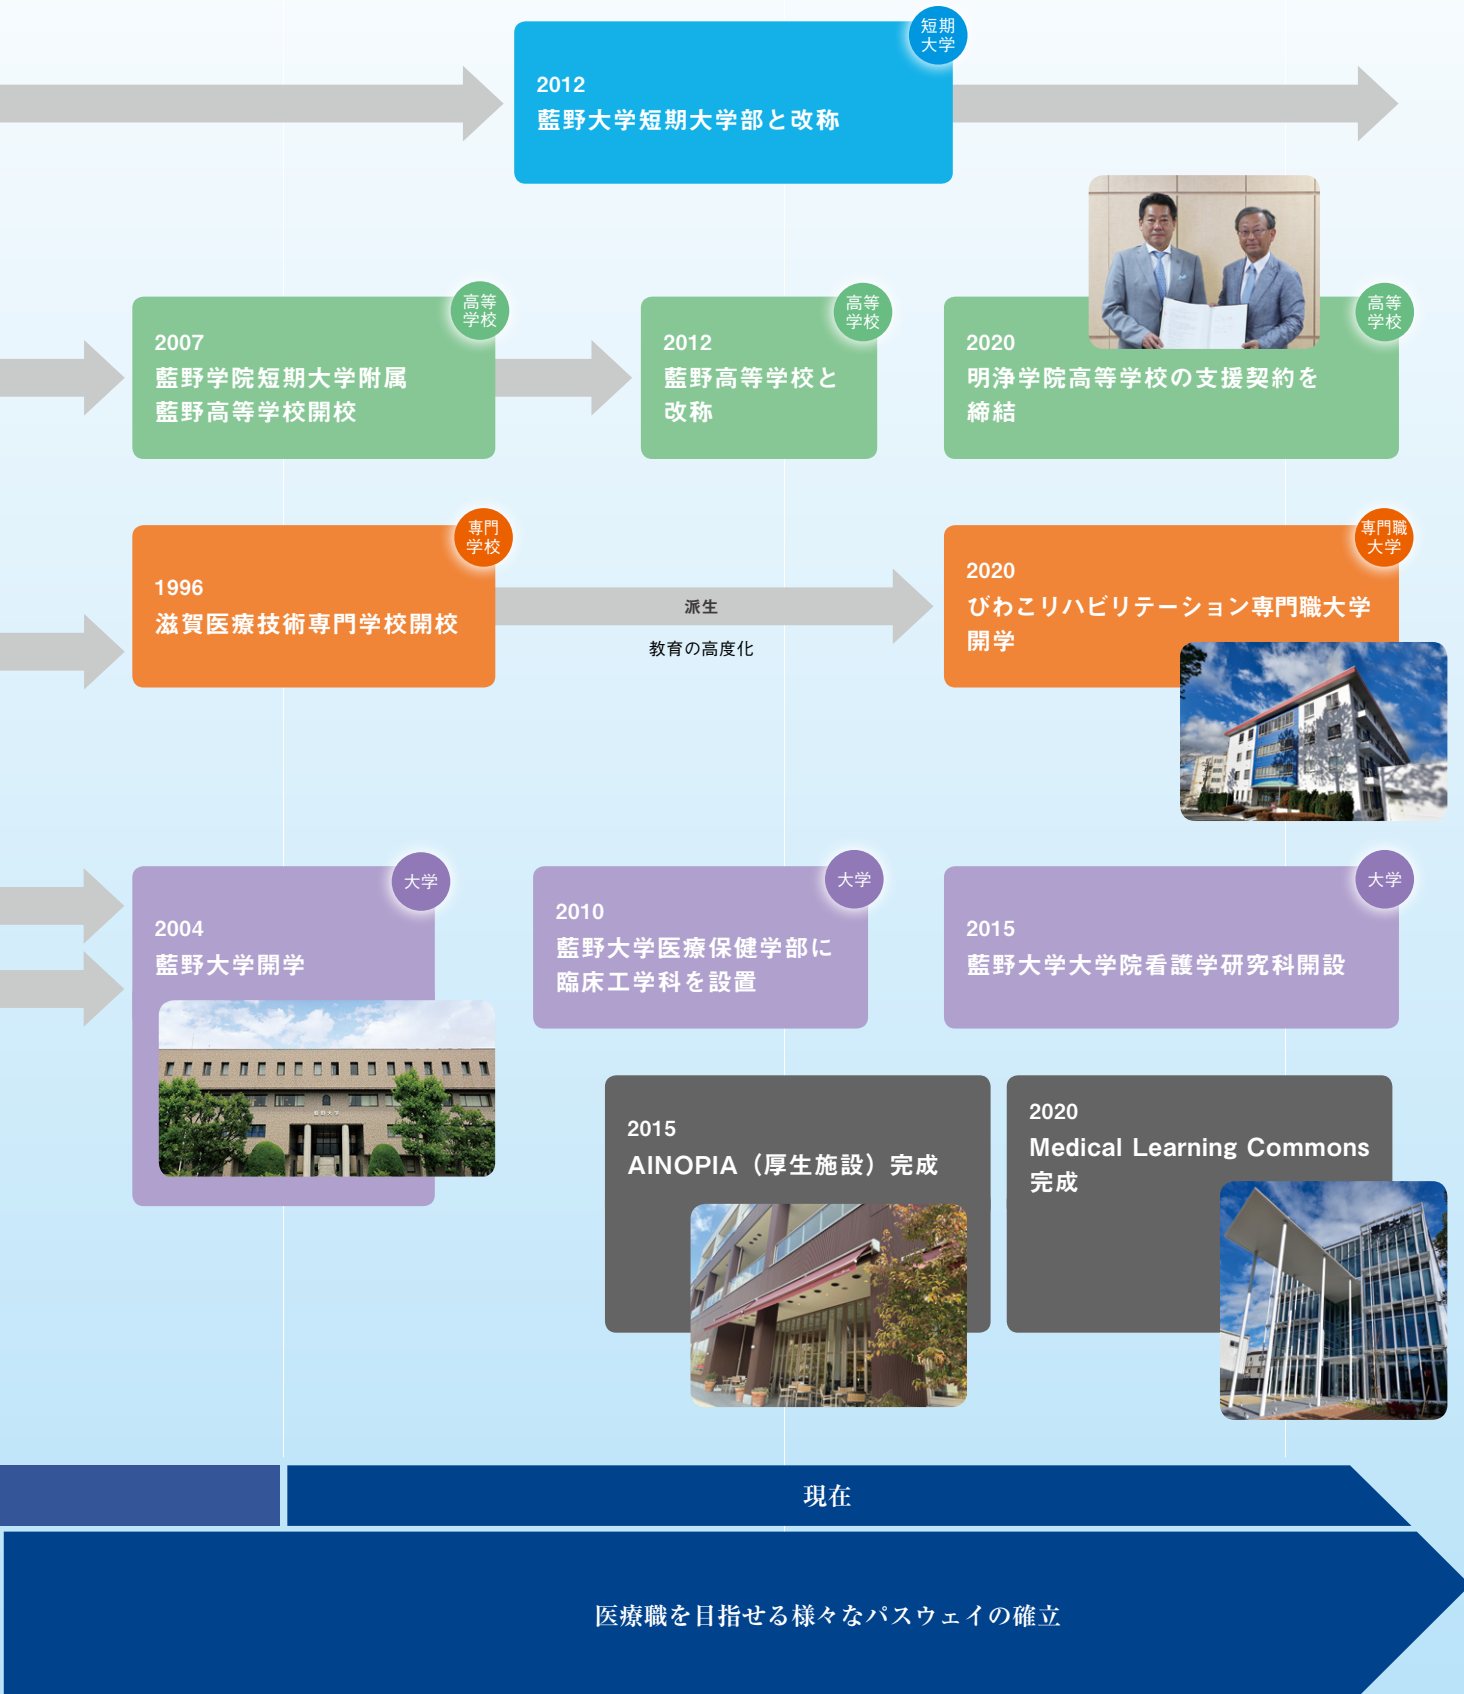 短期
大学
2012
藍野大学短期大学部と改称
高等
学校
2007
藍野学院短期大学附属
藍野高等学校開校
高等
学校
2012
藍野高等学校と
改称
高等
学校
2020
明浄学院高等学校の支援契約を
締結
専門
学校
1996
滋賀医療技術専門学校開校
派生
教育の高度化
専門職
大学
2020
びわこリハビリテーション専門職大学
開学
大学
2004
藍野大学開学
藍野大学
大学
2010
藍野大学医療保健学部に
臨床工学科を設置
大学
2015
藍野大学大学院看護学研究科開設
2015
AINOPIA（厚生施設）完成
2020
Medical Learning Commons
完成
藍野大学
現在
医療職を目指せる様々なパスウェイの確立